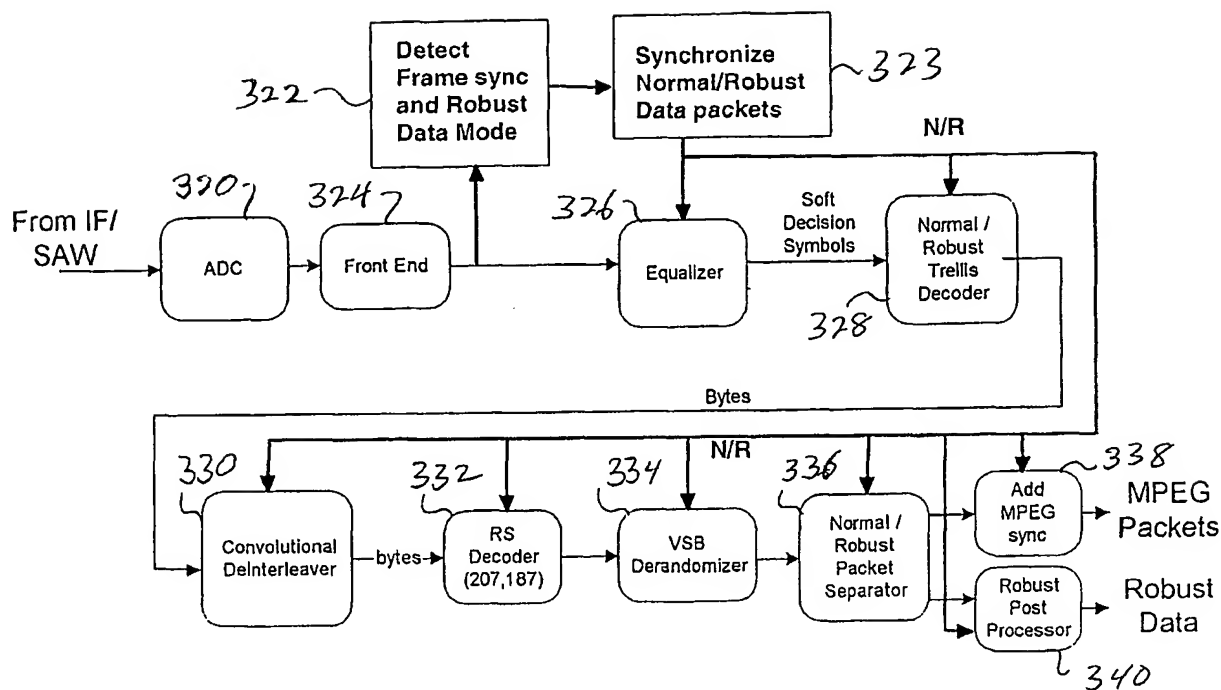 Detect
Frame sync
and Robust
Data Mode
322
Synchronize
Normal/Robust
Data packets
323
N/R
From IF/
SAW
320
ADC
324
Front End
326
Equalizer
Soft
Decision
Symbols
Normal /
Robust
Trellis
Decoder
328
Bytes
N/R
330
Convolutional
DeInterleaver
bytes
332
RS
Decoder
(207,187)
334
VSB
Derandomizer
336
Normal /
Robust
Packet
Separator
338
Add
MPEG
sync
MPEG
Packets
Robust
Post
Processor
340
Robust
Data